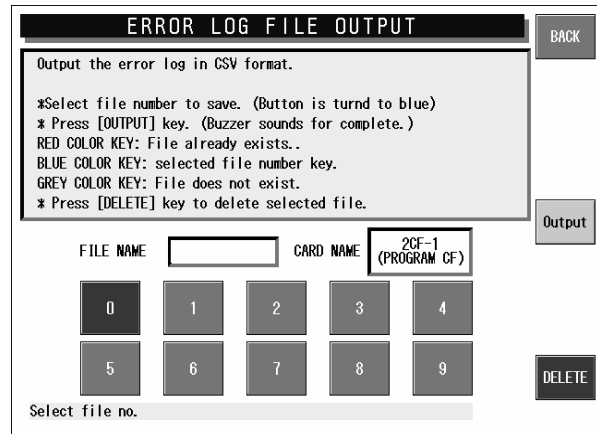 ERROR LOG FILE OUTPUT
BACK
Output the error log in CSV format.
*Select file number to save. (Button is turnd to blue)
* Press [OUTPUT] key. (Buzzer sounds for complete.)
RED COLOR KEY: File already exists..
BLUE COLOR KEY: selected file number key.
GREY COLOR KEY: File does not exist.
* Press [DELETE] key to delete selected file.
Output
FILE NAME
CARD NAME
2CF-1
(PROGRAM CF)
0 1 2 3 4
5 6 7 8 9
DELETE
Select file no.